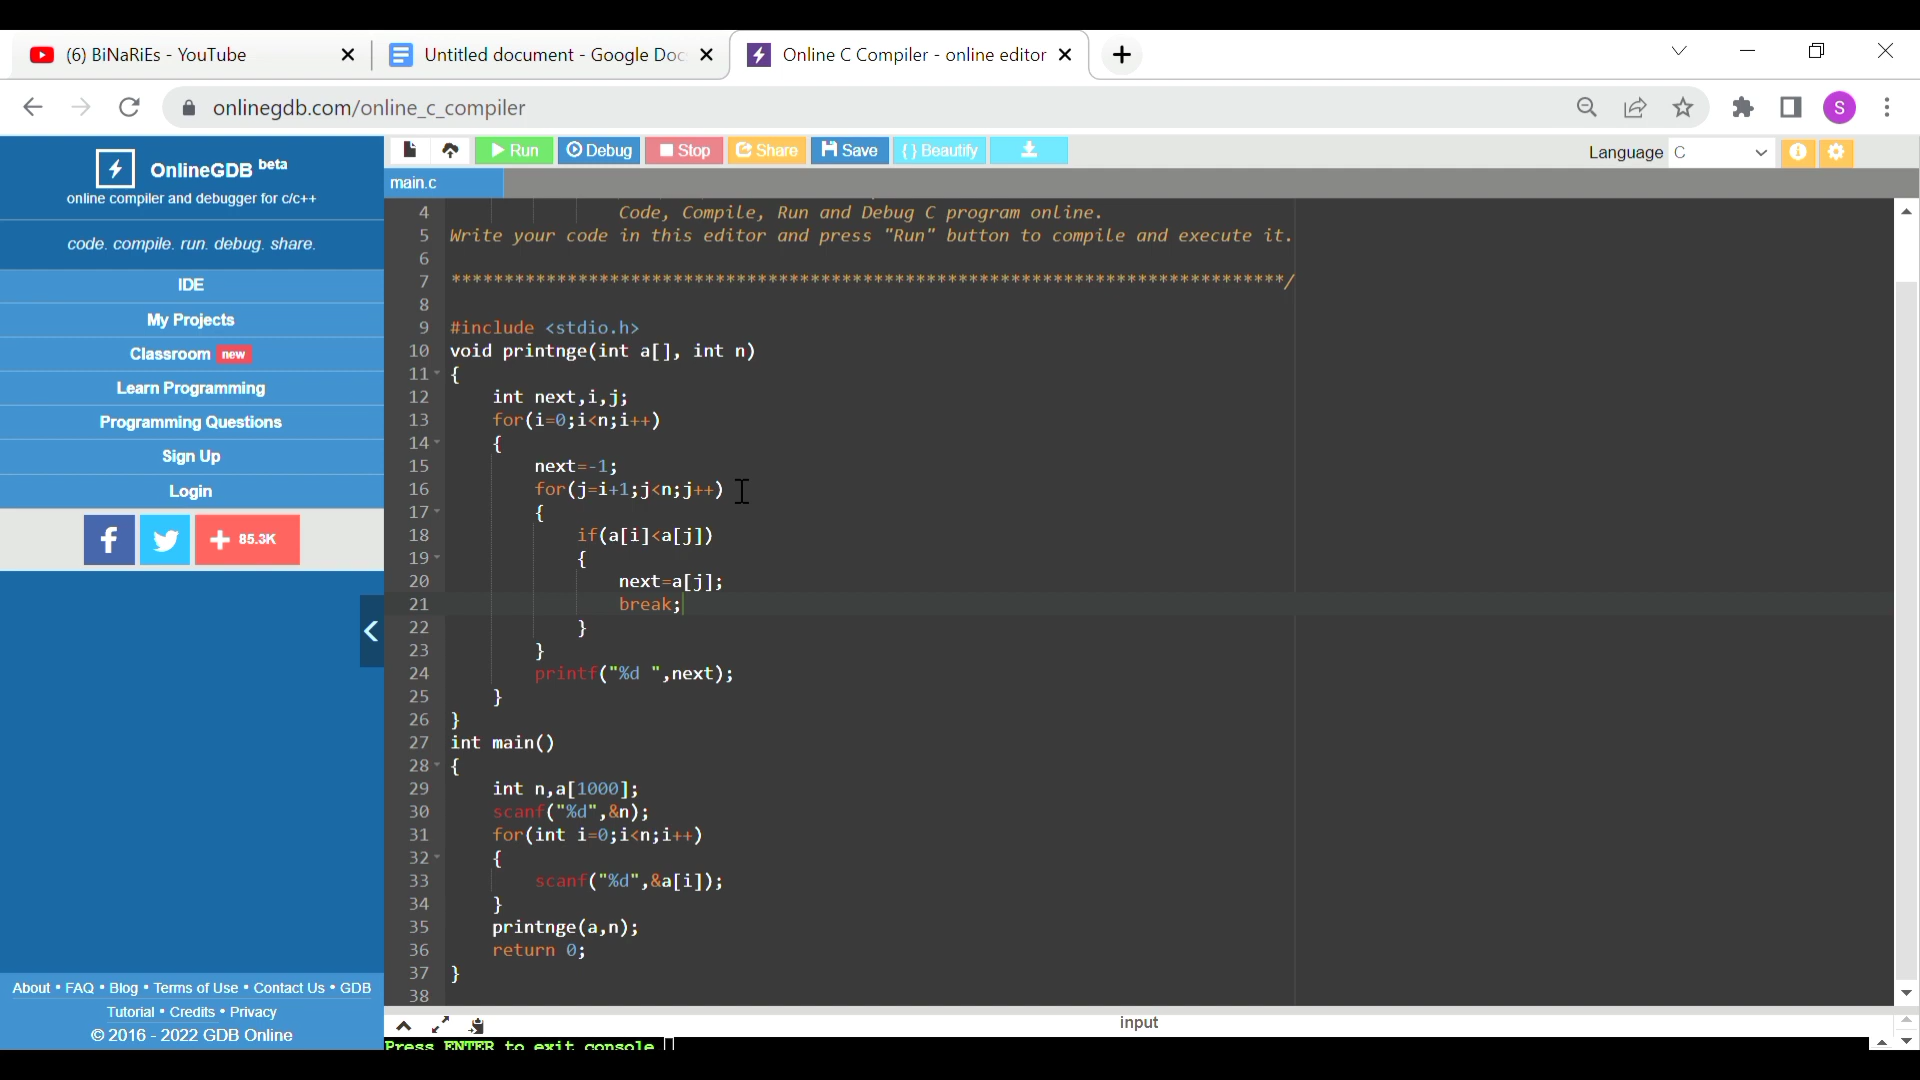 (6) BiNaRiEs - YouTube
Untitled document - Google Doc
Online C Compiler - online editor
onlinegdb.com/online_c_compiler
S
OnlineGDB beta
online compiler and debugger for c/c++
code. compile. run. debug. share.
IDE
My Projects
Classroom new
Learn Programming
Programming Questions
Sign Up
Login
85.3K
About • FAQ • Blog • Terms of Use • Contact Us • GDB
Tutorial • Credits • Privacy
© 2016 - 2022 GDB Online
Run Debug Stop Share Save { } Beautify
Language C
main.c
4 Code, Compile, Run and Debug C program online.
5 Write your code in this editor and press "Run" button to compile and execute it.
6
7 *******************************************************************************/
8
9 #include <stdio.h>
10 void printnge(int a[], int n)
11 {
12 int next,i,j;
13 for(i=0;i<n;i++)
14 {
15 next=-1;
16 for(j=i+1;j<n;j++)
17 {
18 if(a[i]<a[j])
19 {
20 next=a[j];
21 break;
22 }
23 }
24 printf("%d ",next);
25 }
26 }
27 int main()
28 {
29 int n,a[1000];
30 scanf("%d",&n);
31 for(int i=0;i<n;i++)
32 {
33 scanf("%d",&a[i]);
34 }
35 printnge(a,n);
36 return 0;
37 }
38
input
Press ENTER to exit console